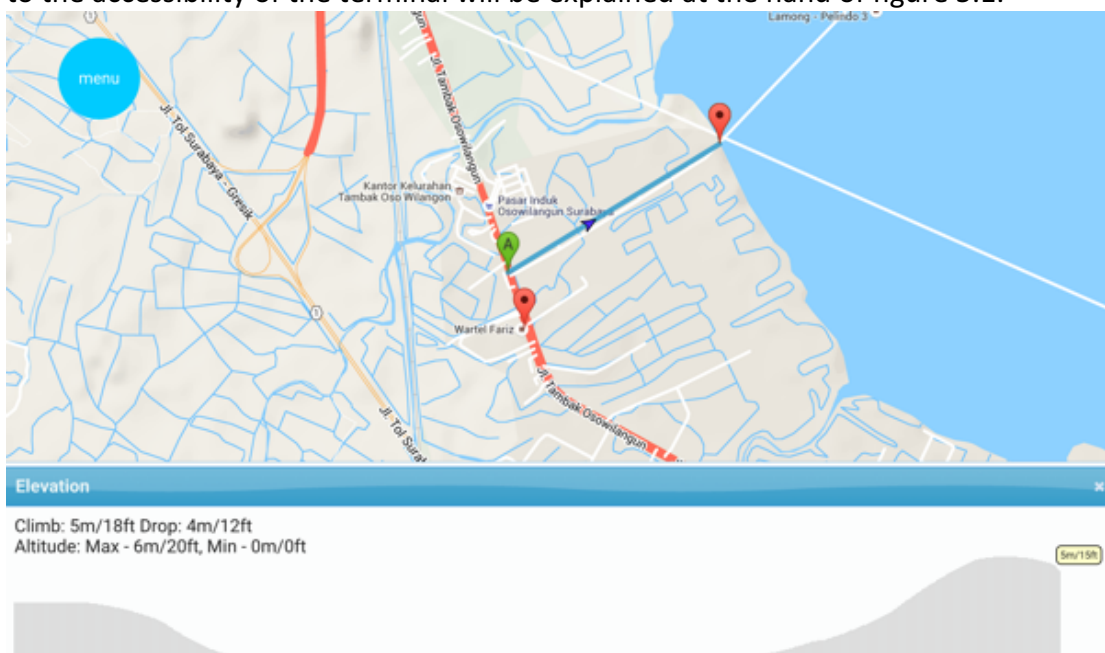 to the accessibility of the terminal will be explained at the hand of figure
Lamong - Pelindo 3
menu
Jl. Tambak Osowilangun
Jl. Tol Surabaya - Gresik
Kantor Kelurahan
Tambak Oso Wilangon
Pasar Induk
Osowilangun Surabaya
A
Wartel Fariz
Jl. Tambak Osowilangun
Jl. Tol Surat
Elevation
Climb: 5m/18ft Drop: 4m/12ft
Altitude: Max - 6m/20ft, Min - 0m/0ft
5m/15ft